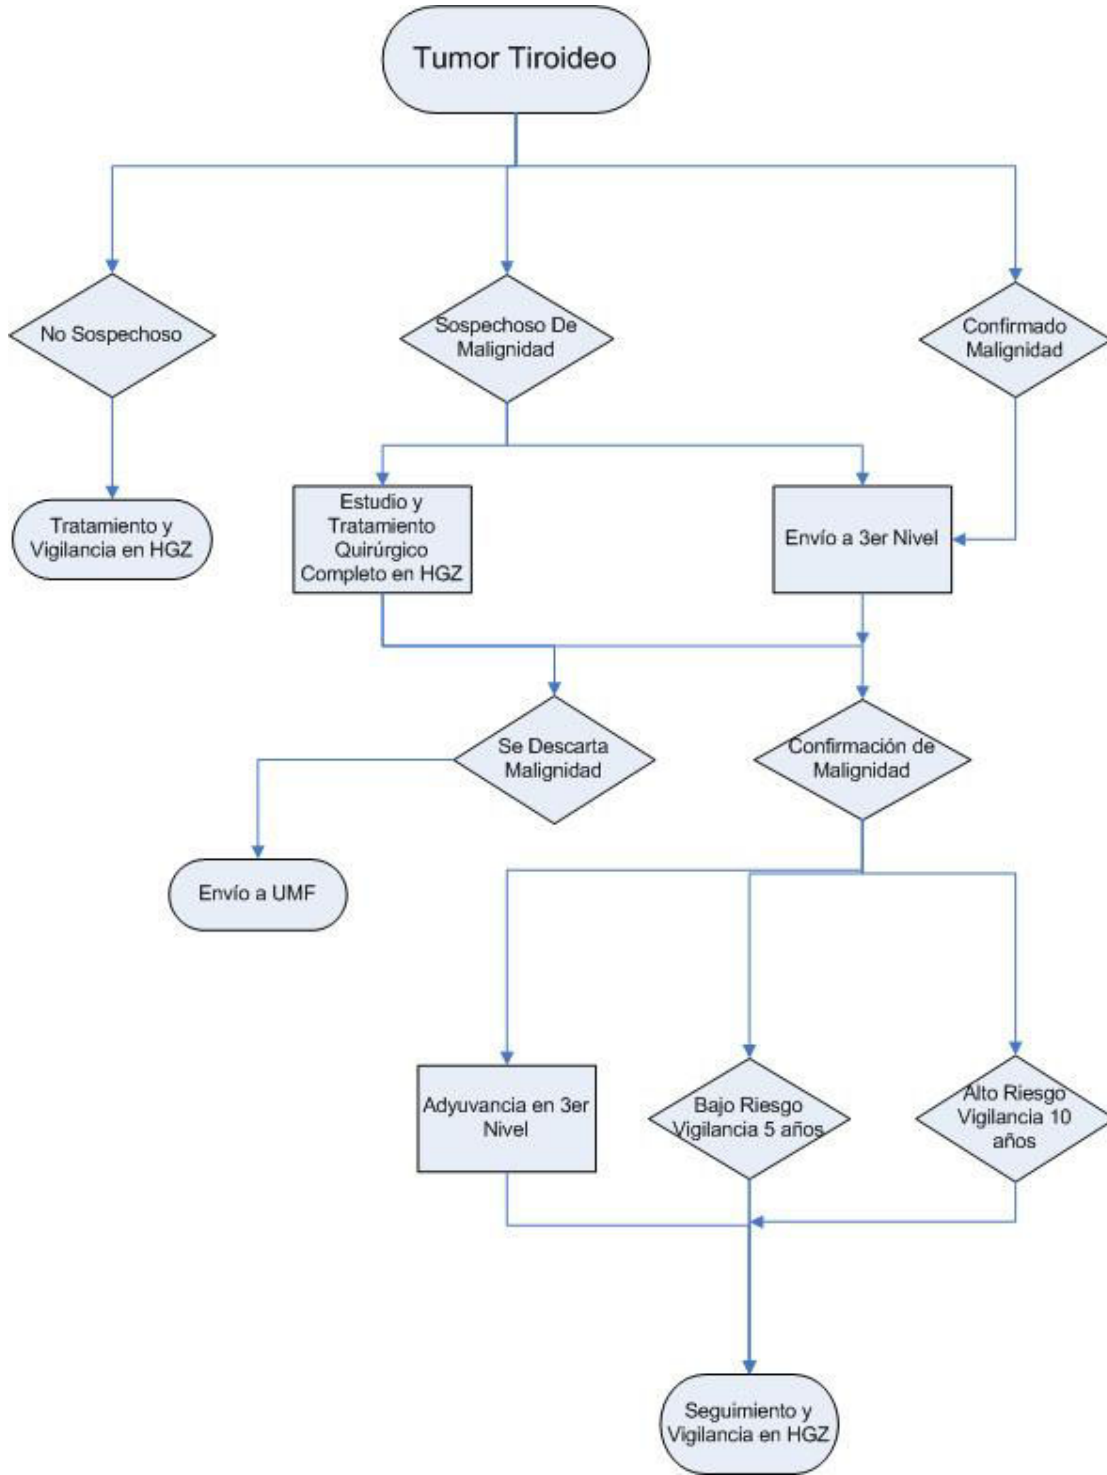 Tumor Tiroideo
No Sospechoso
Sospechoso De
Malignidad
Confirmado
Malignidad
Tratamiento y
Vigilancia en HGZ
Estudio y
Tratamiento
Quirúrgico
Completo en HGZ
Envío a 3er Nivel
Se Descarta
Malignidad
Confirmación de
Malignidad
Envío a UMF
Adyuvancia en 3er
Nivel
Bajo Riesgo
Vigilancia 5 años
Alto Riesgo
Vigilancia 10
años
Seguimiento y
Vigilancia en HGZ